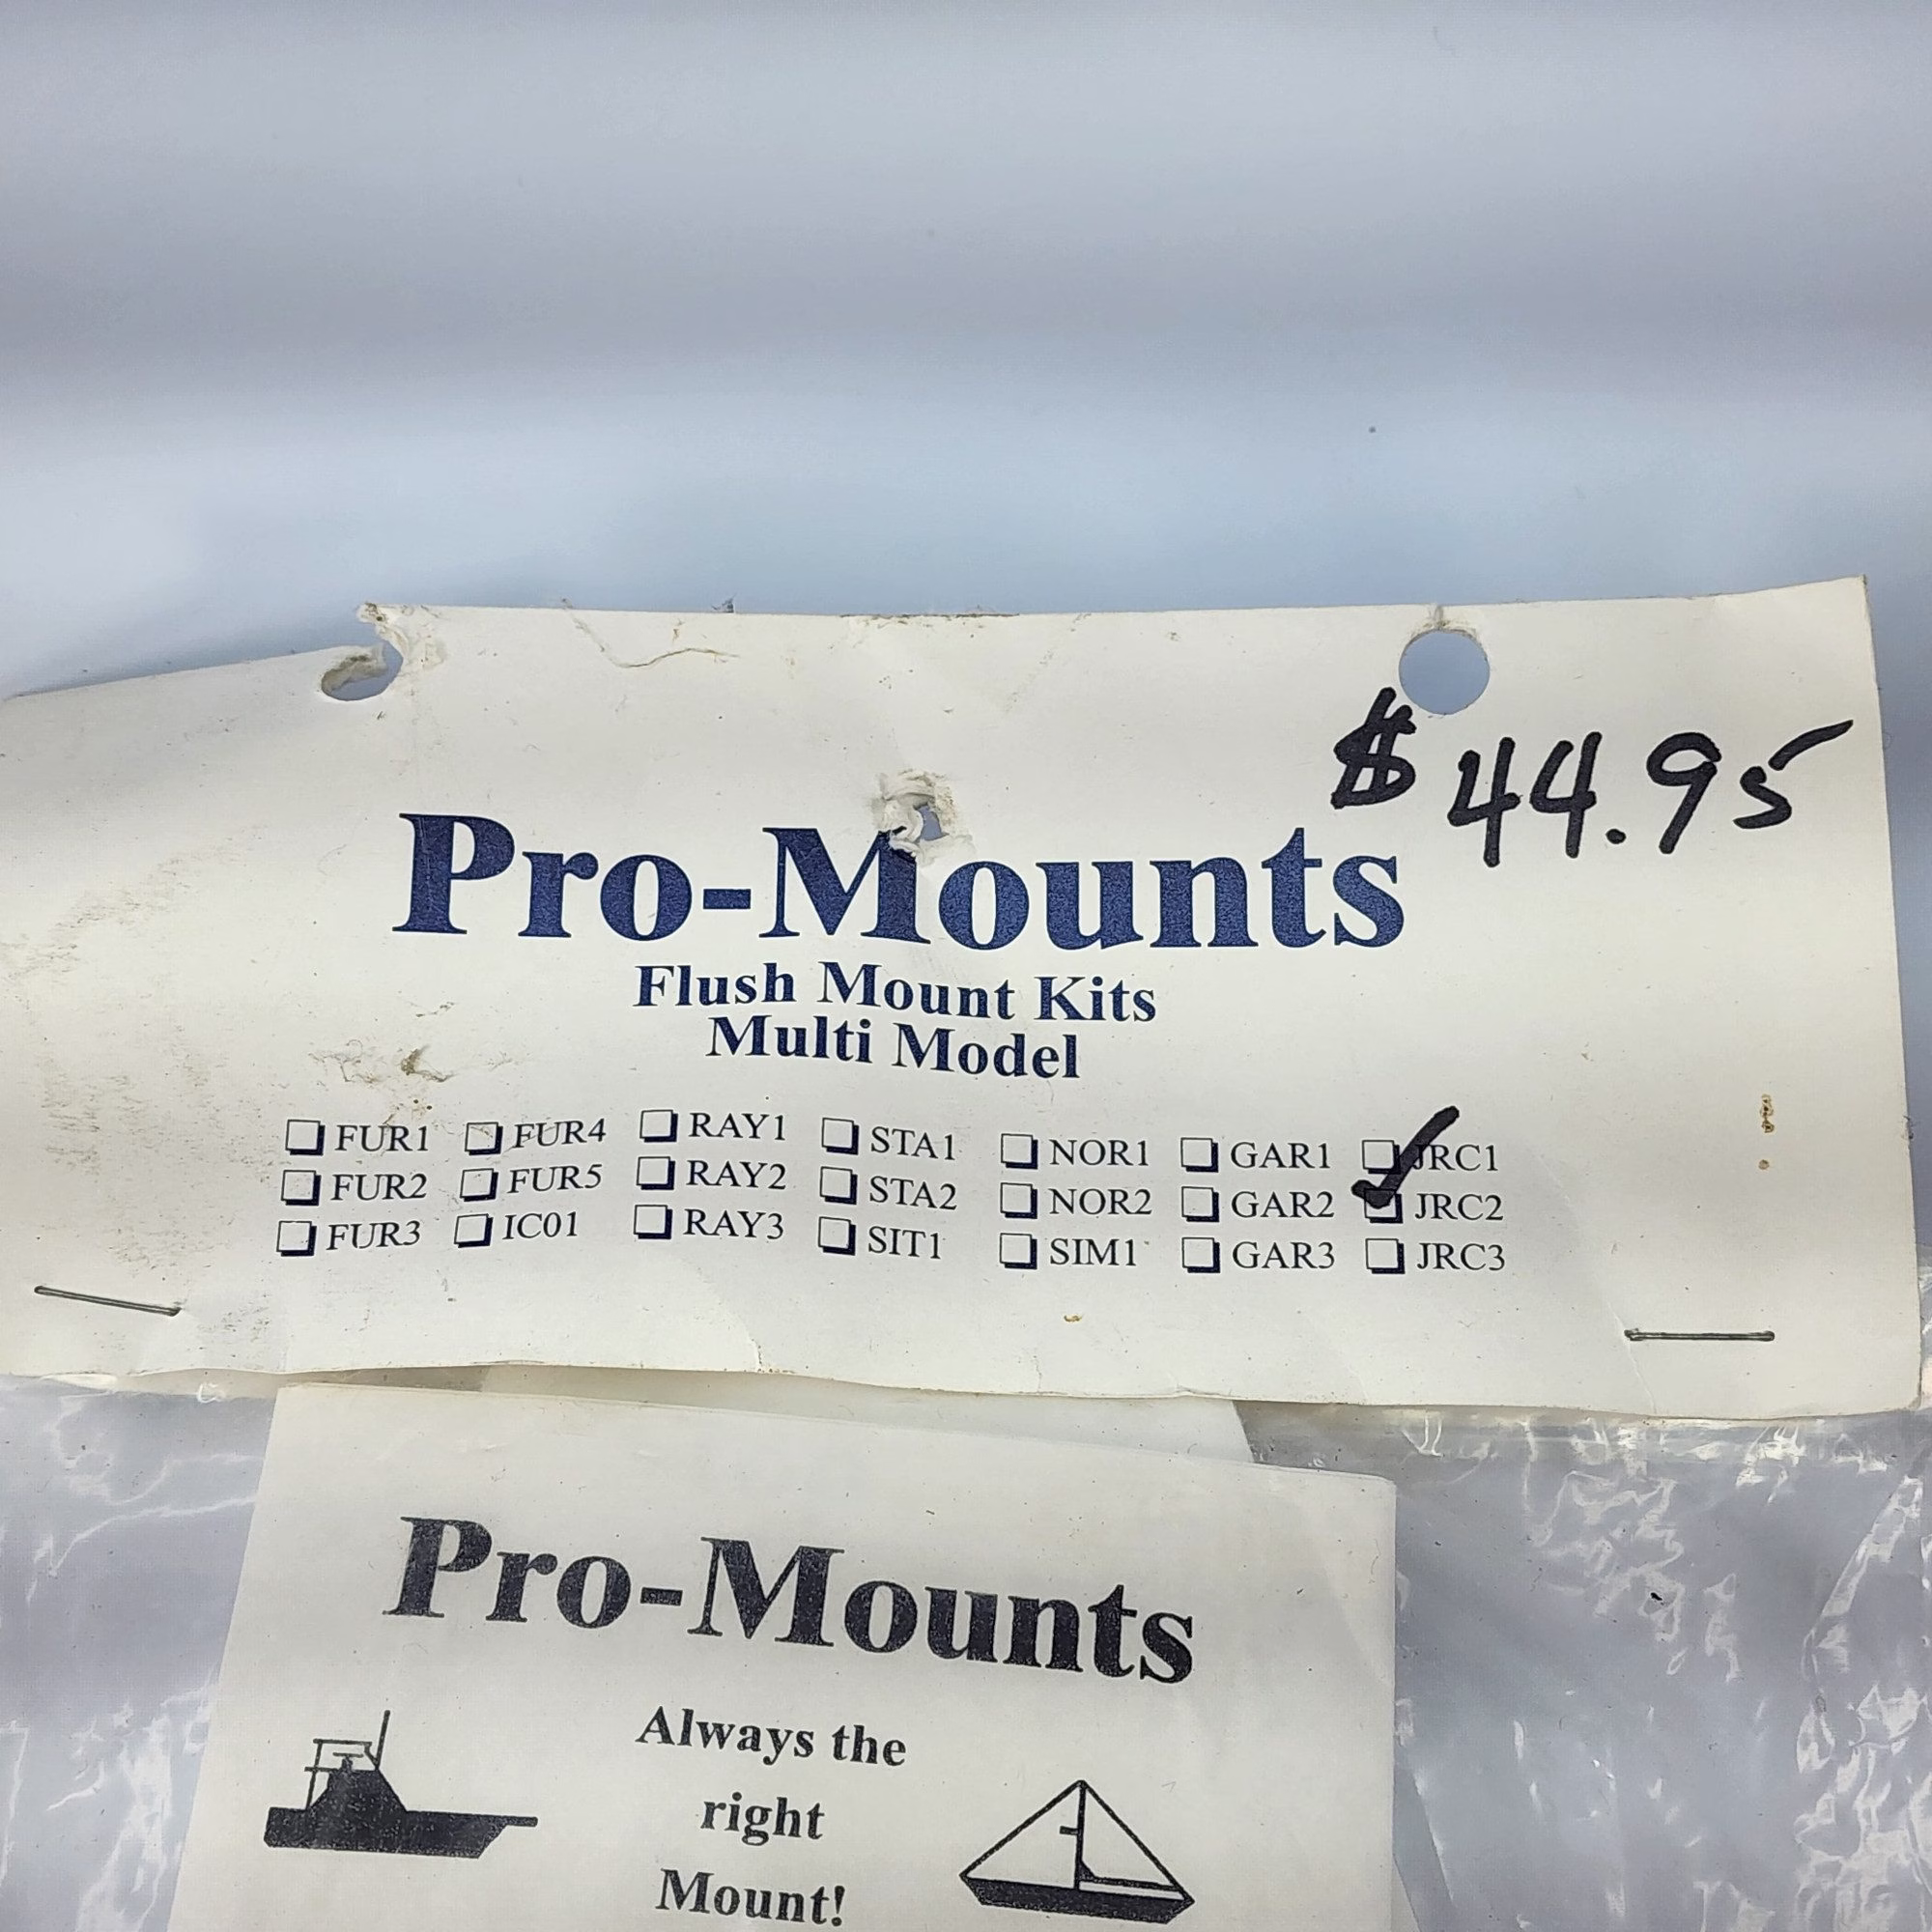 $44.95
Pro-Mounts
Flush Mount Kits
Multi Model
FUR1 FUR4 RAY1 STA1 NOR1 GAR1 JRC1
FUR2 FUR5 RAY2 STA2 NOR2 GAR2 JRC2
FUR3 IC01 RAY3 SIT1 SIM1 GAR3 JRC3
Pro-Mounts
Always the
right
Mount!